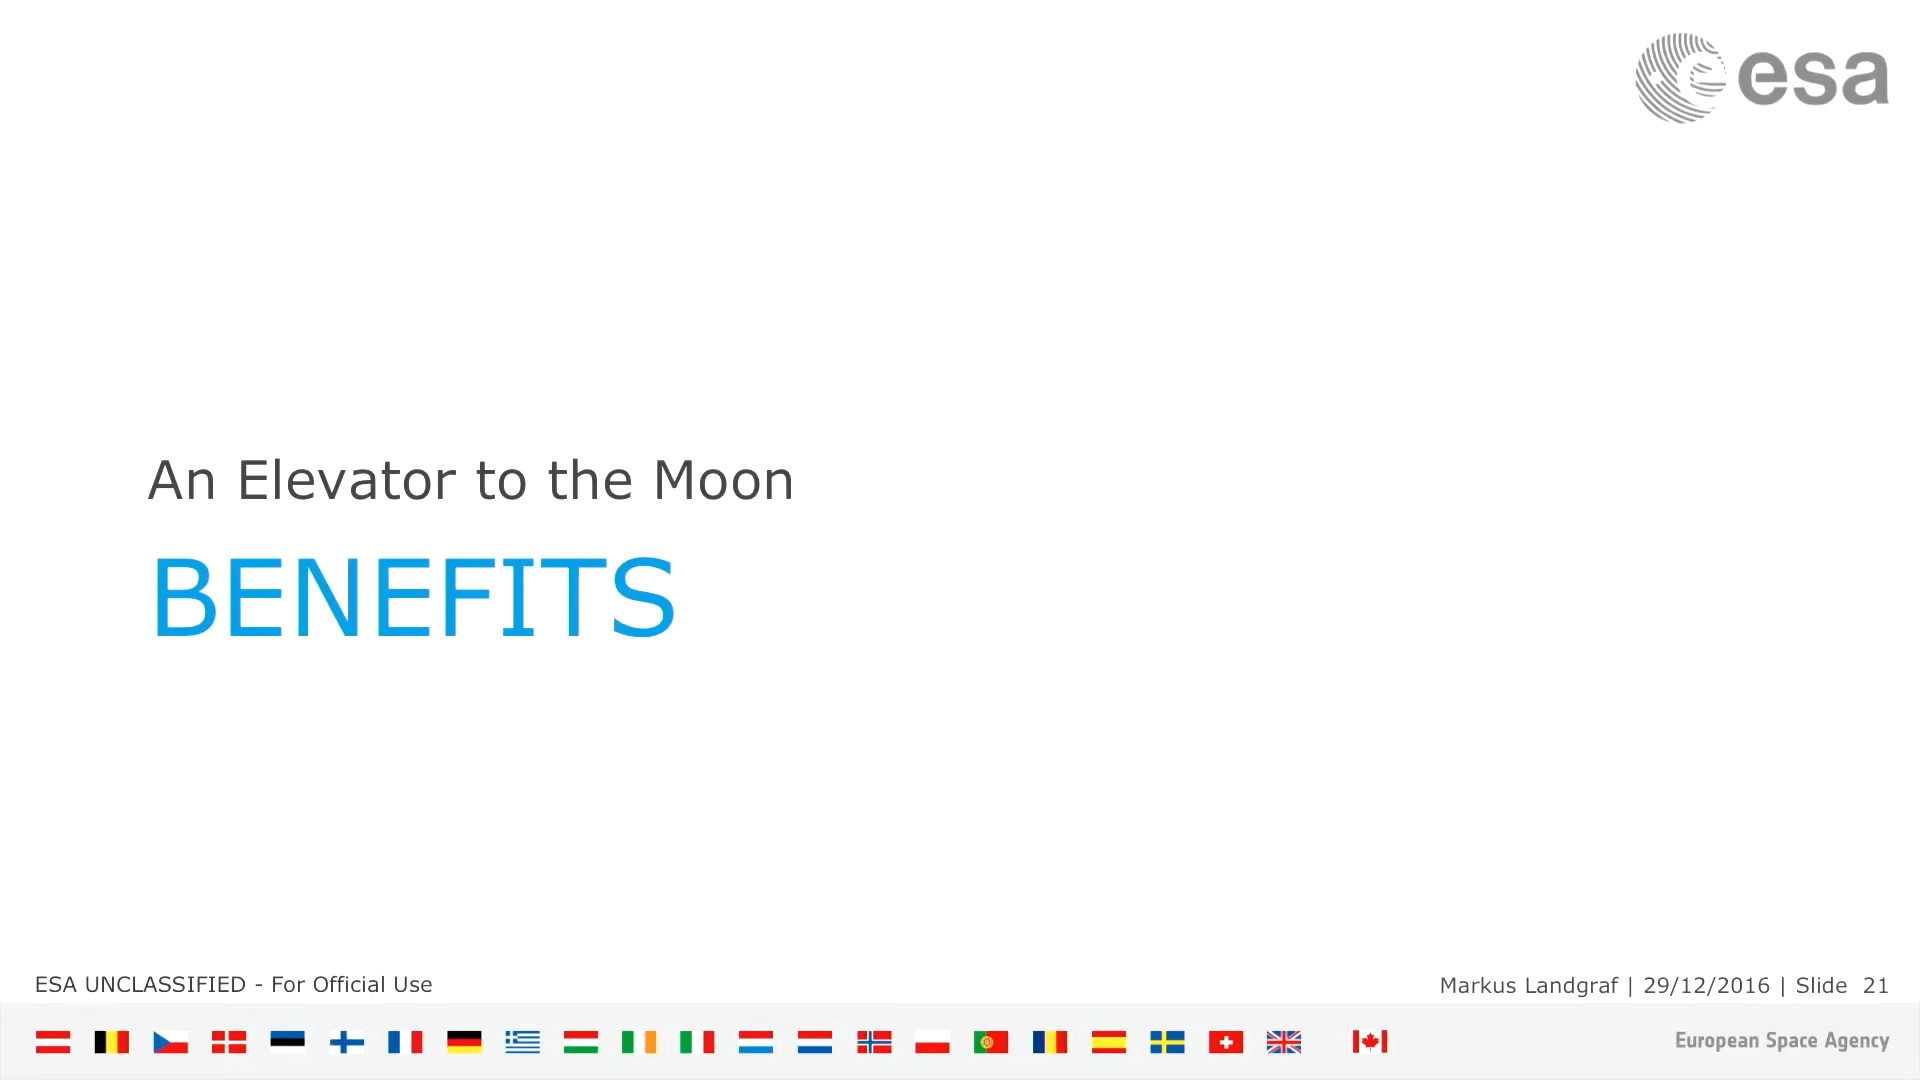 esa
An Elevator to the Moon
BENEFITS
ESA UNCLASSIFIED - For Official Use
Markus Landgraf | 29/12/2016 | Slide 21
European Space Agency